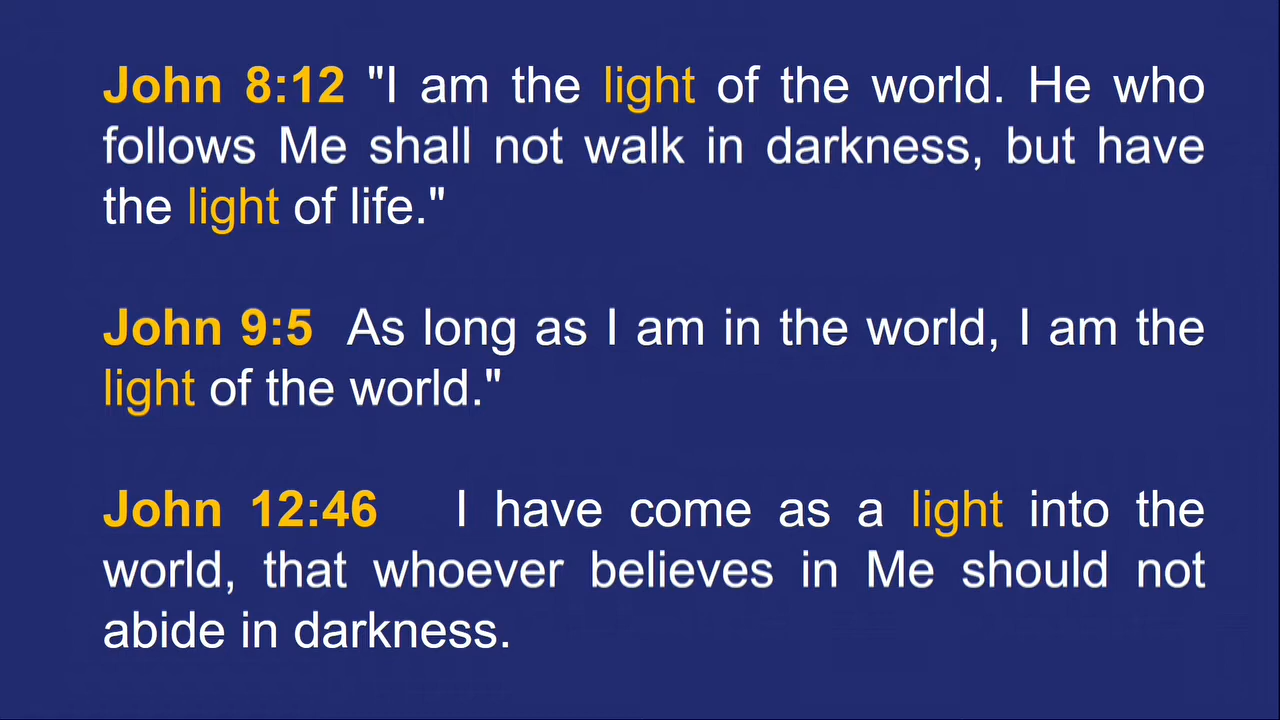 John 8:12 "I am the light of the world. He who
follows Me shall not walk in darkness, but have
the light of life."
John 9:5 As long as I am in the world, I am the
light of the world."
John 12:46 I have come as a light into the
world, that whoever believes in Me should not
abide in darkness.